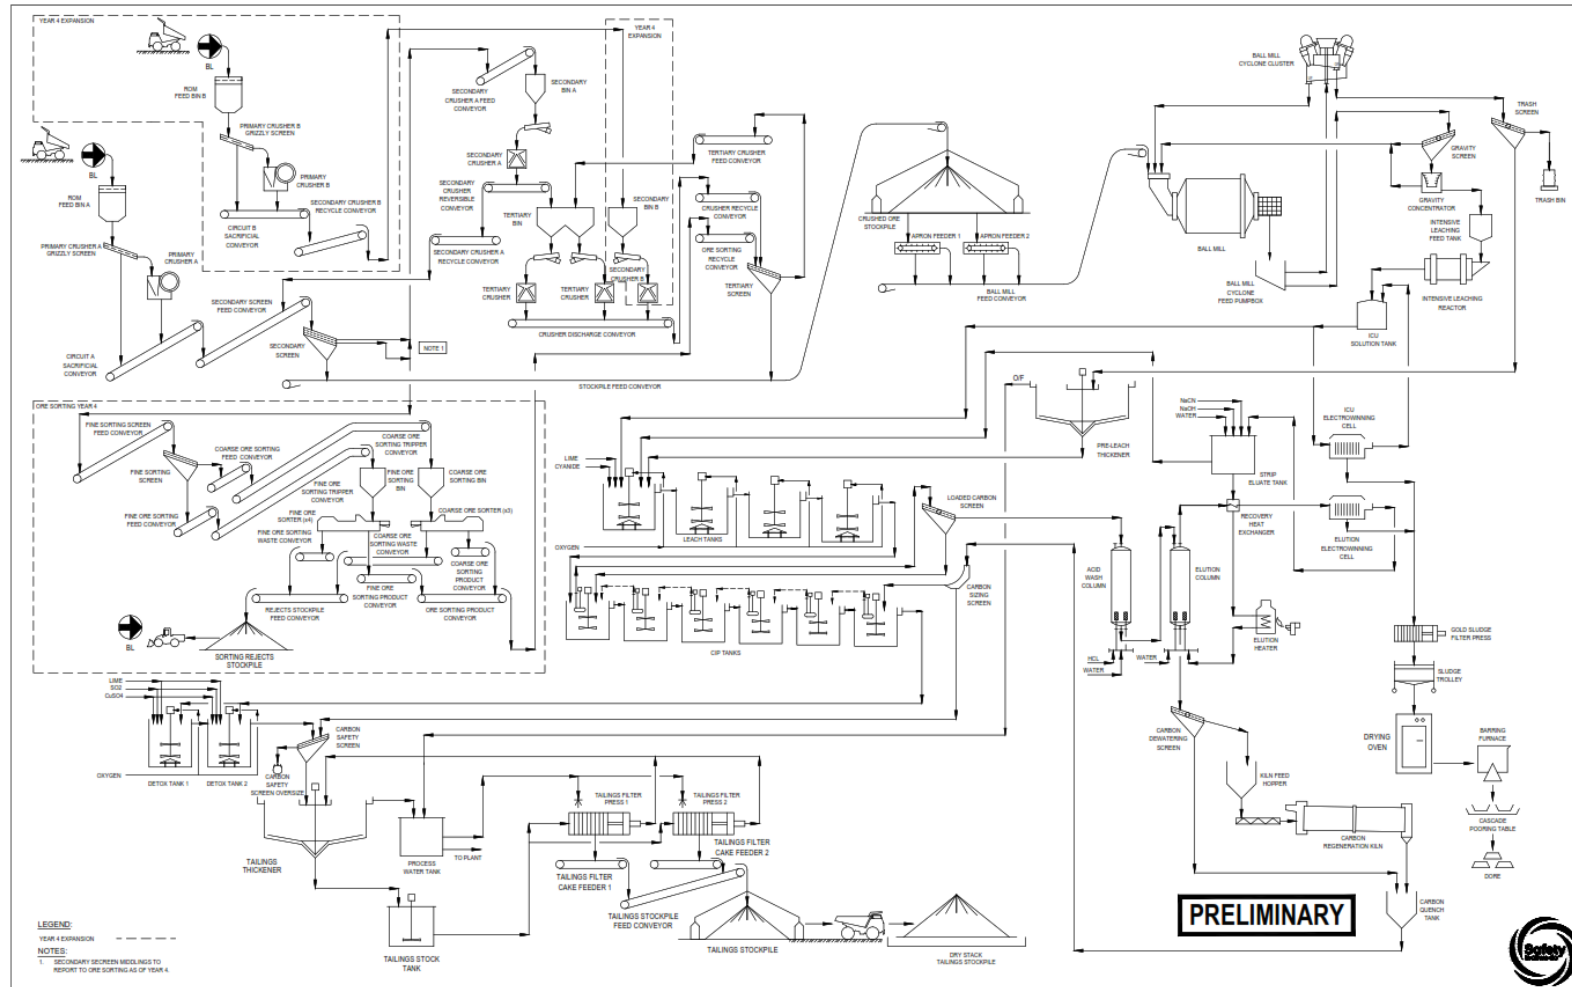 YEAR 4 EXPANSION
BL
ROM
FEED BIN B
PRIMARY CRUSHER B
GRIZZLY SCREEN
PRIMARY
CRUSHER B
SECONDARY CRUSHER B
RECYCLE CONVEYOR
CIRCUIT B
SACRIFICIAL
CONVEYOR
BL
ROM
FEED BIN A
PRIMARY CRUSHER A
GRIZZLY SCREEN
PRIMARY
CRUSHER A
SECONDARY SCREEN
FEED CONVEYOR
CIRCUIT A
SACRIFICIAL
CONVEYOR
SECONDARY
SCREEN
NOTE 1
YEAR 4
EXPANSION
SECONDARY
CRUSHER A FEED
CONVEYOR
SECONDARY
BIN A
SECONDARY
CRUSHER A
SECONDARY
CRUSHER
REVERSIBLE
CONVEYOR
TERTIARY
BIN
SECONDARY
BIN B
SECONDARY CRUSHER A
RECYCLE CONVEYOR
SECONDARY
CRUSHER B
TERTIARY
CRUSHER
TERTIARY
CRUSHER
CRUSHER DISCHARGE CONVEYOR
TERTIARY CRUSHER
FEED CONVEYOR
CRUSHER RECYCLE
CONVEYOR
ORE SORTING
RECYCLE
CONVEYOR
TERTIARY
SCREEN
STOCKPILE FEED CONVEYOR
CRUSHED ORE
STOCKPILE
APRON FEEDER 1
APRON FEEDER 2
BALL MILL
FEED CONVEYOR
BALL MILL
CYCLONE CLUSTER
BALL MILL
BALL MILL
CYCLONE
FEED PUMPBOX
TRASH
SCREEN
TRASH BIN
GRAVITY
SCREEN
GRAVITY
CONCENTRATOR
INTENSIVE
LEACHING
FEED TANK
INTENSIVE LEACHING
REACTOR
ICU
SOLUTION TANK
ORE SORTING YEAR 4
FINE SORTING SCREEN
FEED CONVEYOR
FINE SORTING
SCREEN
COARSE ORE SORTING
FEED CONVEYOR
COARSE ORE
SORTING TRIPPER
CONVEYOR
FINE ORE
SORTING
BIN
COARSE ORE
SORTING BIN
FINE ORE
SORTING TRIPPER
CONVEYOR
FINE ORE SORTING
FEED CONVEYOR
FINE ORE
SORTER (x4)
COARSE ORE SORTER (x3)
FINE ORE SORTING
WASTE CONVEYOR
COARSE ORE
SORTING WASTE
CONVEYOR
COARSE ORE
SORTING
PRODUCT
CONVEYOR
FINE ORE
SORTING PRODUCT
CONVEYOR
REJECTS STOCKPILE
FEED CONVEYOR
ORE SORTING PRODUCT
CONVEYOR
BL
SORTING REJECTS
STOCKPILE
O/F
PRE-LEACH
THICKENER
LIME
CYANIDE
OXYGEN
LEACH TANKS
LOADED CARBON
SCREEN
CARBON
SIZING
SCREEN
CIP TANKS
NaCN
NaOH
WATER
STRIP
ELUATE TANK
ICU
ELECTROWINNING
CELL
RECOVERY
HEAT
EXCHANGER
ELUTION
ELECTROWINNING
CELL
ACID
WASH
COLUMN
ELUTION
COLUMN
HCL
WATER
WATER
ELUTION
HEATER
GOLD SLUDGE
FILTER PRESS
SLUDGE
TROLLEY
DRYING
OVEN
BARRING
FURNACE
CASCADE
POORING TABLE
DORE
CARBON
DEWATERING
SCREEN
KILN FEED
HOPPER
CARBON
REGENERATION KILN
CARBON
QUENCH
TANK
LIME
SO2
CuSO4
OXYGEN
DETOX TANK 1
DETOX TANK 2
CARBON
SAFETY
SCREEN
CARBON
SAFETY
SCREEN OVERSIZE
TAILINGS
THICKENER
PROCESS
WATER TANK
TO PLANT
TAILINGS STOCK
TANK
TAILINGS FILTER
PRESS 1
TAILINGS FILTER
PRESS 2
TAILINGS FILTER
CAKE FEEDER 1
TAILINGS FILTER
CAKE FEEDER 2
TAILINGS STOCKPILE
FEED CONVEYOR
TAILINGS STOCKPILE
DRY STACK
TAILINGS STOCKPILE
PRELIMINARY
LEGEND:
YEAR 4 EXPANSION
NOTES:
1. SECONDARY SECREEN MIDDLINGS TO
REPORT TO ORE SORTING AS OF YEAR 4.
Safety